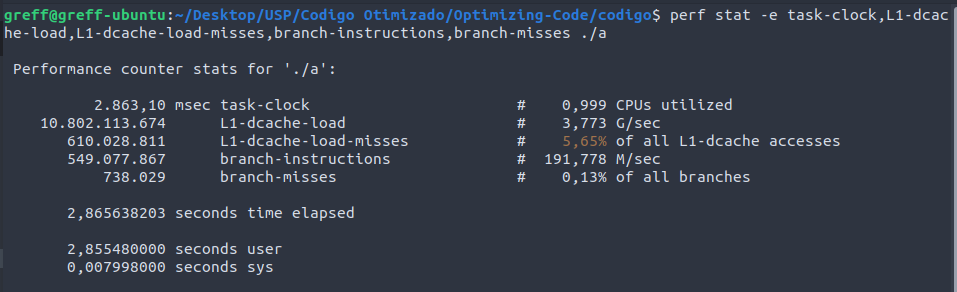 greff@greff-ubuntu:~/Desktop/USP/Codigo Otimizado/Optimizing-Code/codigo$ perf stat -e task-clock,L1-dcac
he-load,L1-dcache-load-misses,branch-instructions,branch-misses ./a
Performance counter stats for './a':
2.863,10 msec task-clock # 0,999 CPUs utilized
10.802.113.674 L1-dcache-load # 3,773 G/sec
610.028.811 L1-dcache-load-misses # 5,65% of all L1-dcache accesses
549.077.867 branch-instructions # 191,778 M/sec
738.029 branch-misses # 0,13% of all branches
2,865638203 seconds time elapsed
2,855480000 seconds user
0,007998000 seconds sys